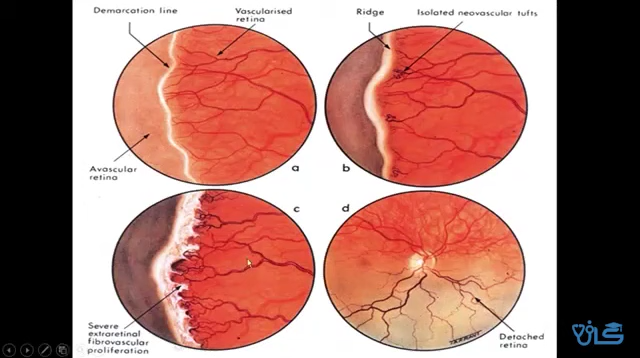 Demarcation line
Vascularised
retina
Avascular
retina
a
Ridge
Isolated neovascular tufts
b
c
Severe
extraretinal
fibrovascular
proliferation
d
Detached
retina